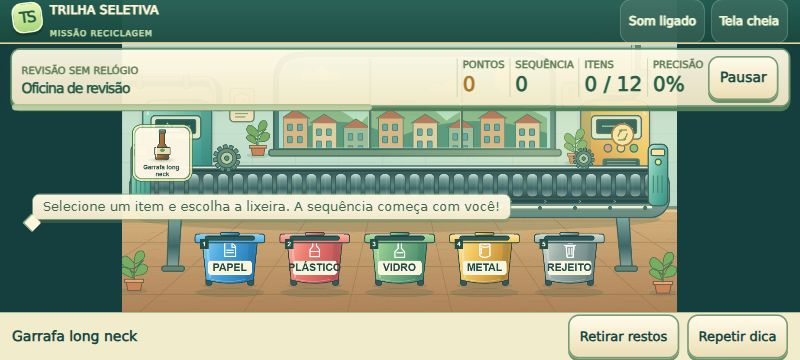 TS
TRILHA SELETIVA
MISSÃO RECICLAGEM
Som ligado
Tela cheia
REVISÃO SEM RELÓGIO
Oficina de revisão
PONTOS
0
SEQUÊNCIA
0
ITENS
0 / 12
PRECISÃO
0%
Pausar
Garrafa long
neck
Selecione um item e escolha a lixeira. A sequência começa com você!
1
PAPEL
2
PLÁSTICO
3
VIDRO
4
METAL
5
REJEITO
Garrafa long neck
Retirar restos
Repetir dica